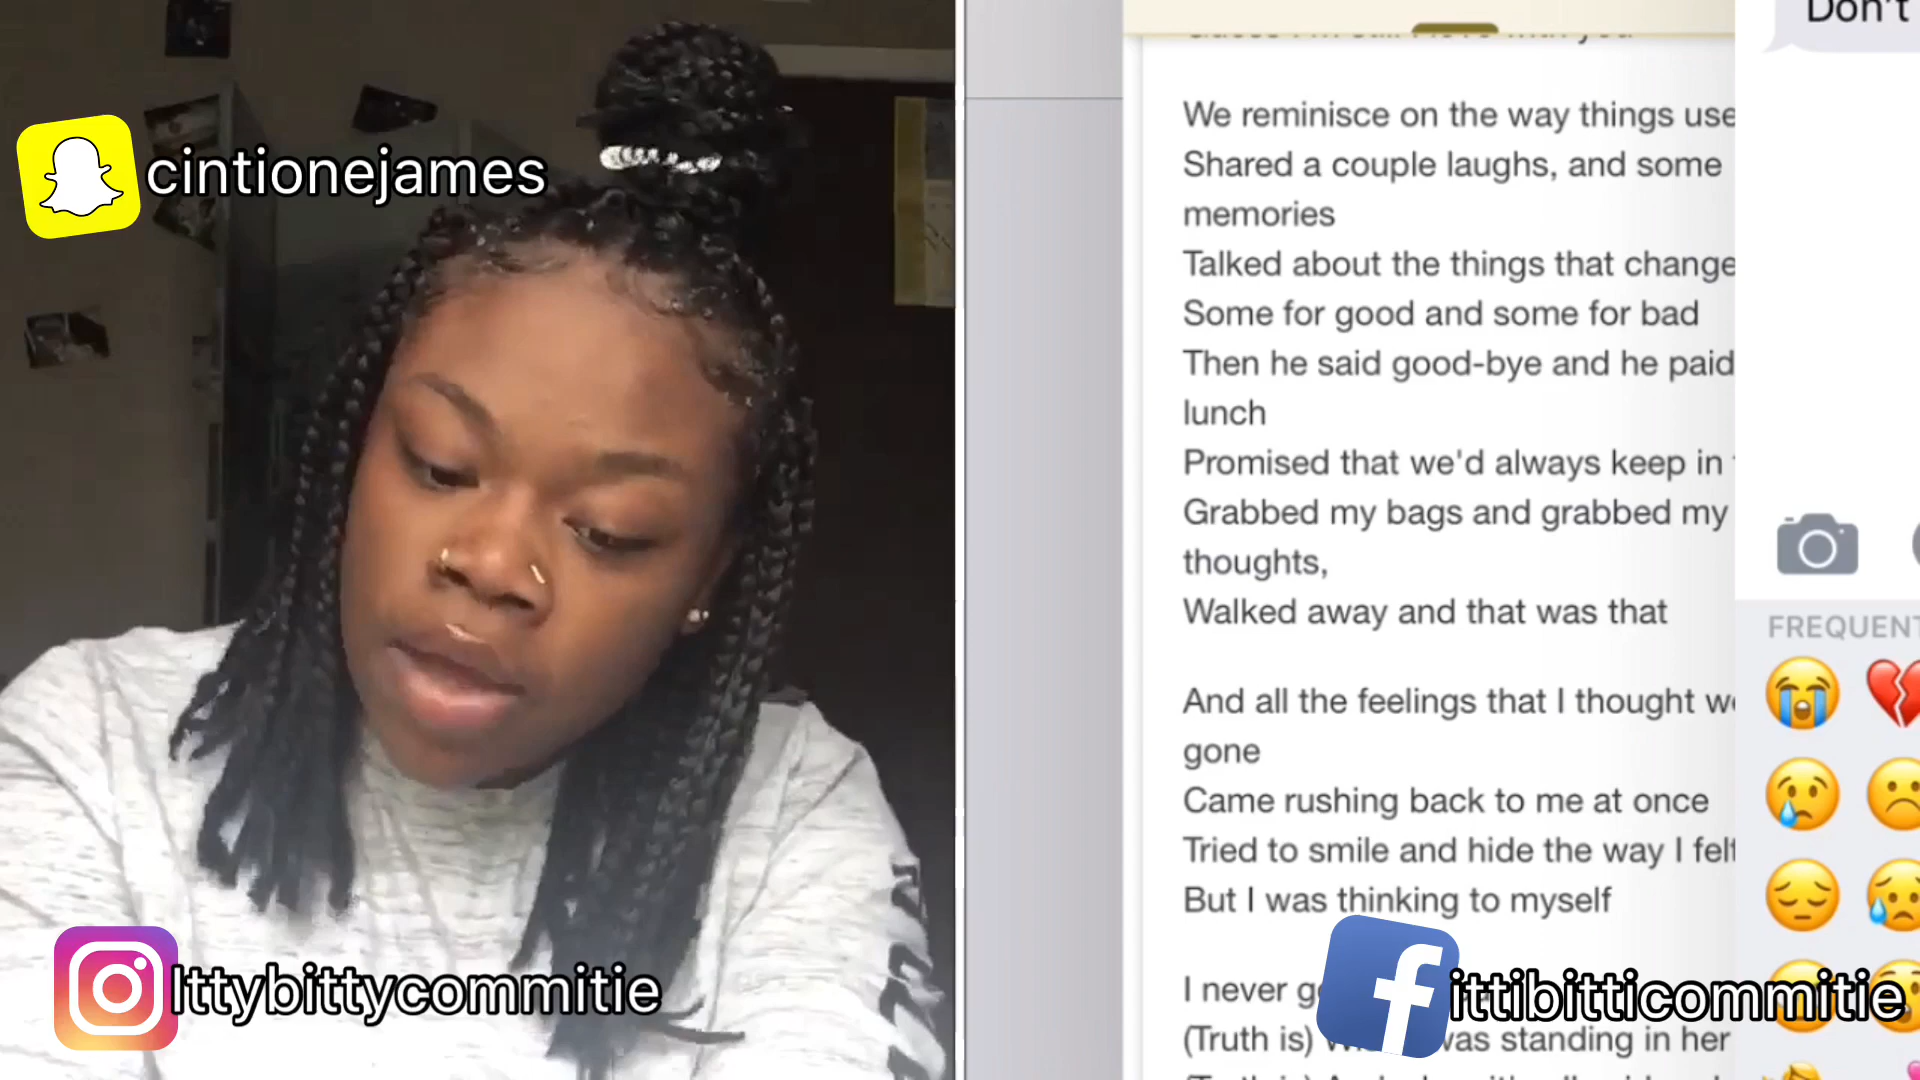 cintionejames
Ittybittycommitie
We reminisce on the way things use
Shared a couple laughs, and some
memories
Talked about the things that change
Some for good and some for bad
Then he said good-bye and he paid
lunch
Promised that we'd always keep in
Grabbed my bags and grabbed my
thoughts,
Walked away and that was that
And all the feelings that I thought we
gone
Came rushing back to me at once
Tried to smile and hide the way I felt
But I was thinking to myself
I never
(Truth is) was standing in her
ittibitticommitie
Don't
FREQUENT